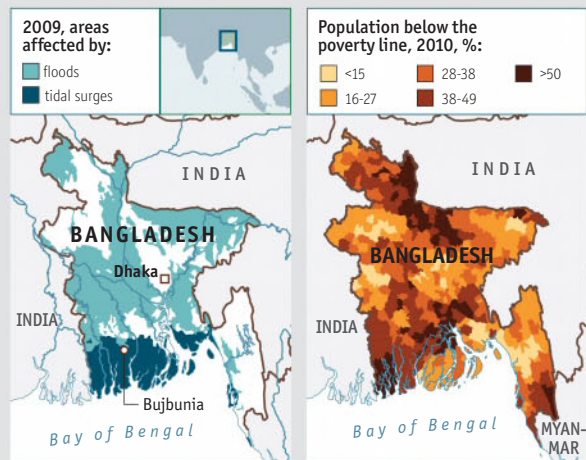 2009, areas
affected by:
floods
tidal surges
INDIA
BANGLADESH
Dhaka
INDIA
Bujbunia
Bay of Bengal
Population below the
poverty line, 2010, %:
<15
28-38
>50
16-27
38-49
INDIA
BANGLADESH
INDIA
Bay of Bengal
MYAN-
MAR